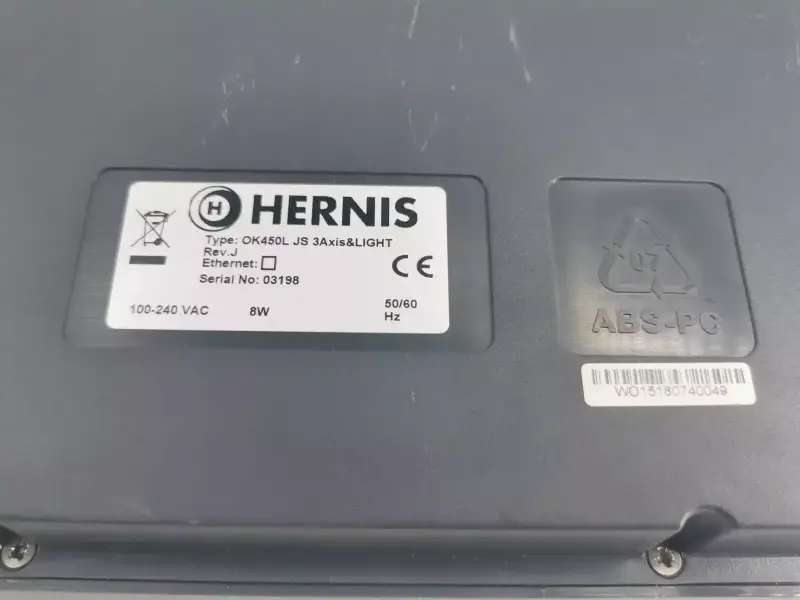 H HERNIS
Type: OK450L JS 3Axis&LIGHT
Rev.J
Ethernet:
Serial No: 03198
CE
100-240 VAC 8W 50/60
Hz
07
ABS-PC
WO15180740049